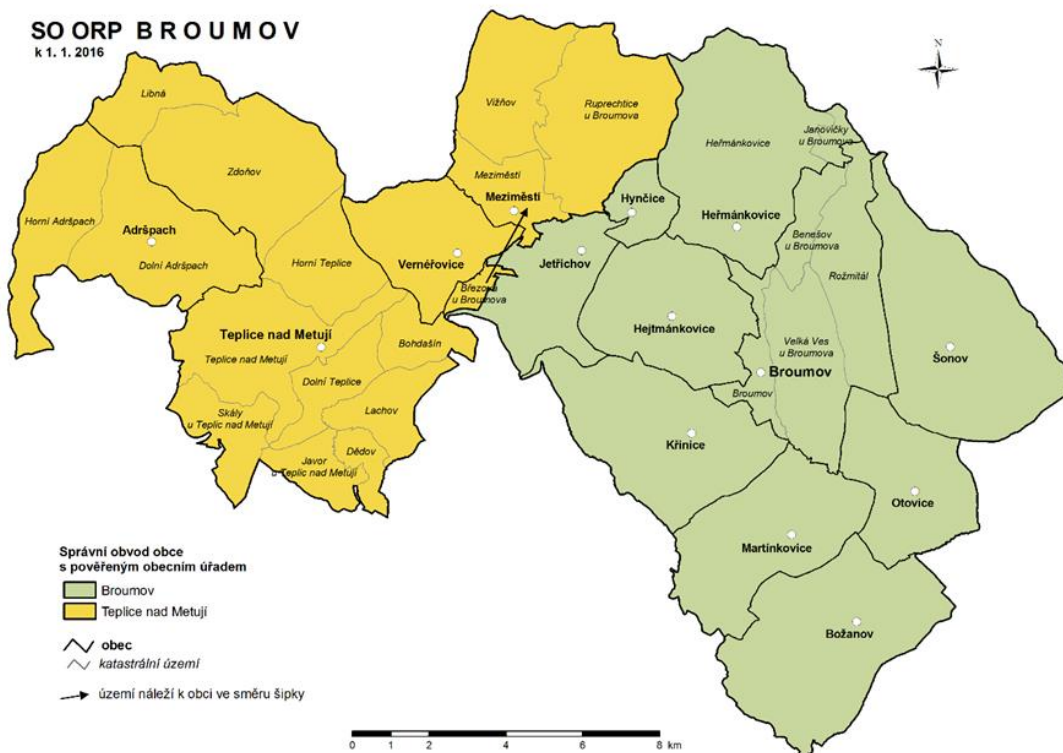 SO ORP BROUMOV
k 1. 1. 2016
N
Libná
Vižňov
Ruprechtice
u Broumova
Janovičky
u Broumova
Heřmánkovice
Zdoňov
Meziměstí
Meziměstí
Hynčice
Horní Adršpach
Adršpach
Heřmánkovice
Benešov
u Broumova
Dolní Adršpach
Horní Teplice
Vernéřovice
Jetřichov
Rožmitál
Březová
u Broumova
Hejtmánkovice
Teplice nad Metují
Teplice nad Metují
Bohdašín
Velká Ves
u Broumova
Šonov
Dolní Teplice
Broumov
Broumov
Skály
u Teplic nad Metují
Lachov
Křinice
Dědov
Javor
u Teplic nad Metují
Otovice
Martínkovice
Božanov
Správní obvod obce
s pověřeným obecním úřadem
Broumov
Teplice nad Metují
obec
katastrální území
území náleží k obci ve směru šipky
0 1 2 4 6 8 km